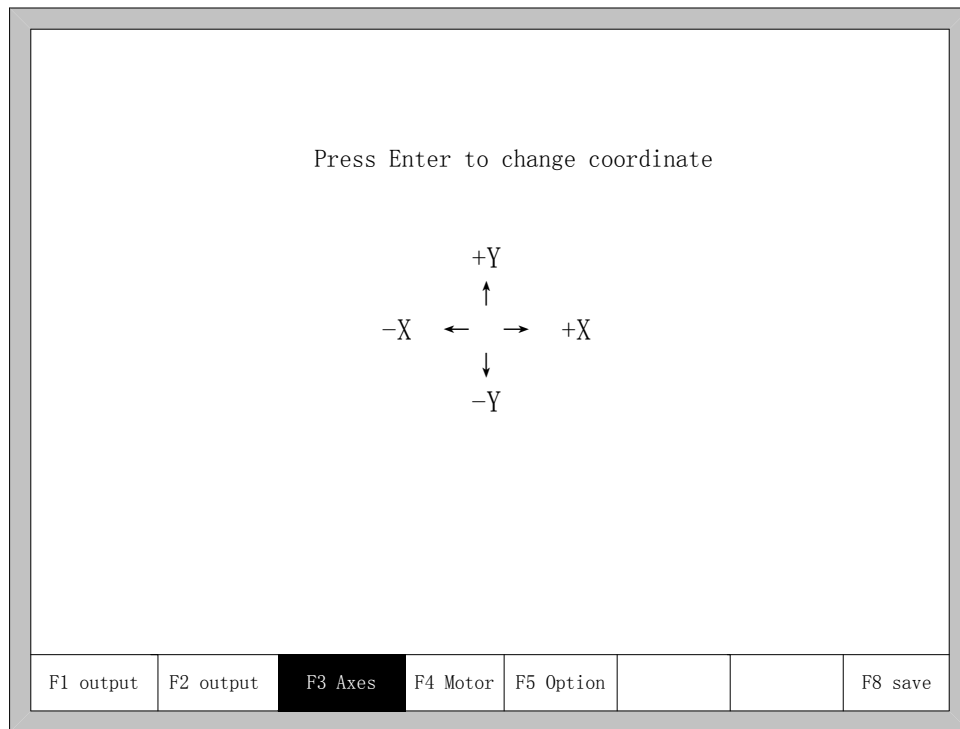 Press Enter to change coordinate
+Y
-X ← → +X
-Y
F1 output F2 output F3 Axes F4 Motor F5 Option F8 save